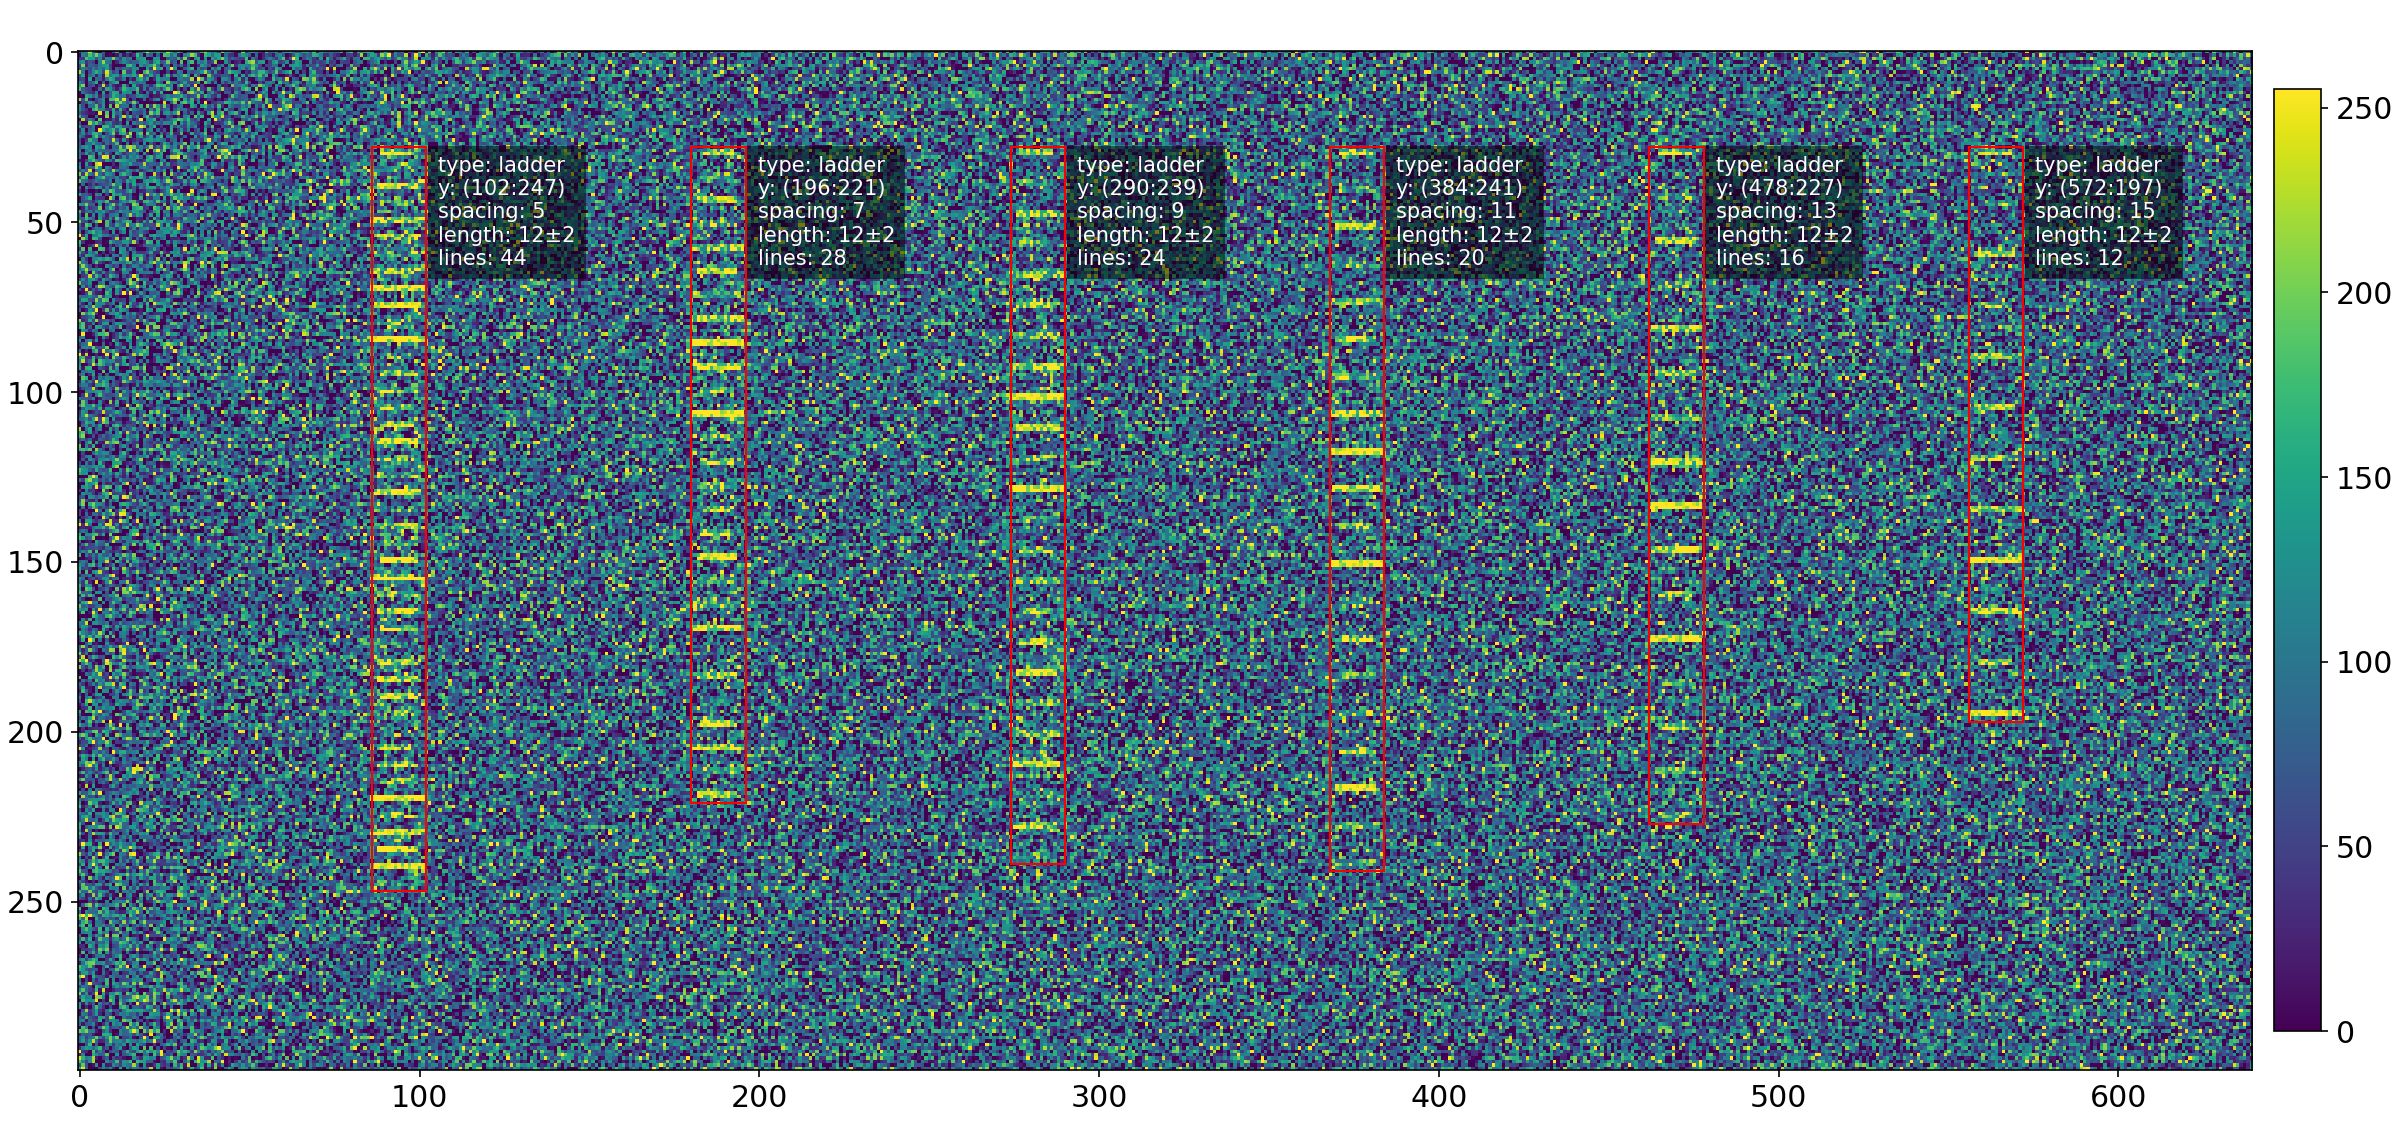 type: ladder
y: (102:247)
spacing: 5
length: 12±2
lines: 44
type: ladder
y: (196:221)
spacing: 7
length: 12±2
lines: 28
type: ladder
y: (290:239)
spacing: 9
length: 12±2
lines: 24
type: ladder
y: (384:241)
spacing: 11
length: 12±2
lines: 20
type: ladder
y: (478:227)
spacing: 13
length: 12±2
lines: 16
type: ladder
y: (572:197)
spacing: 15
length: 12±2
lines: 12
0
50
100
150
200
250
0
100
200
300
400
500
600
250
200
150
100
50
0